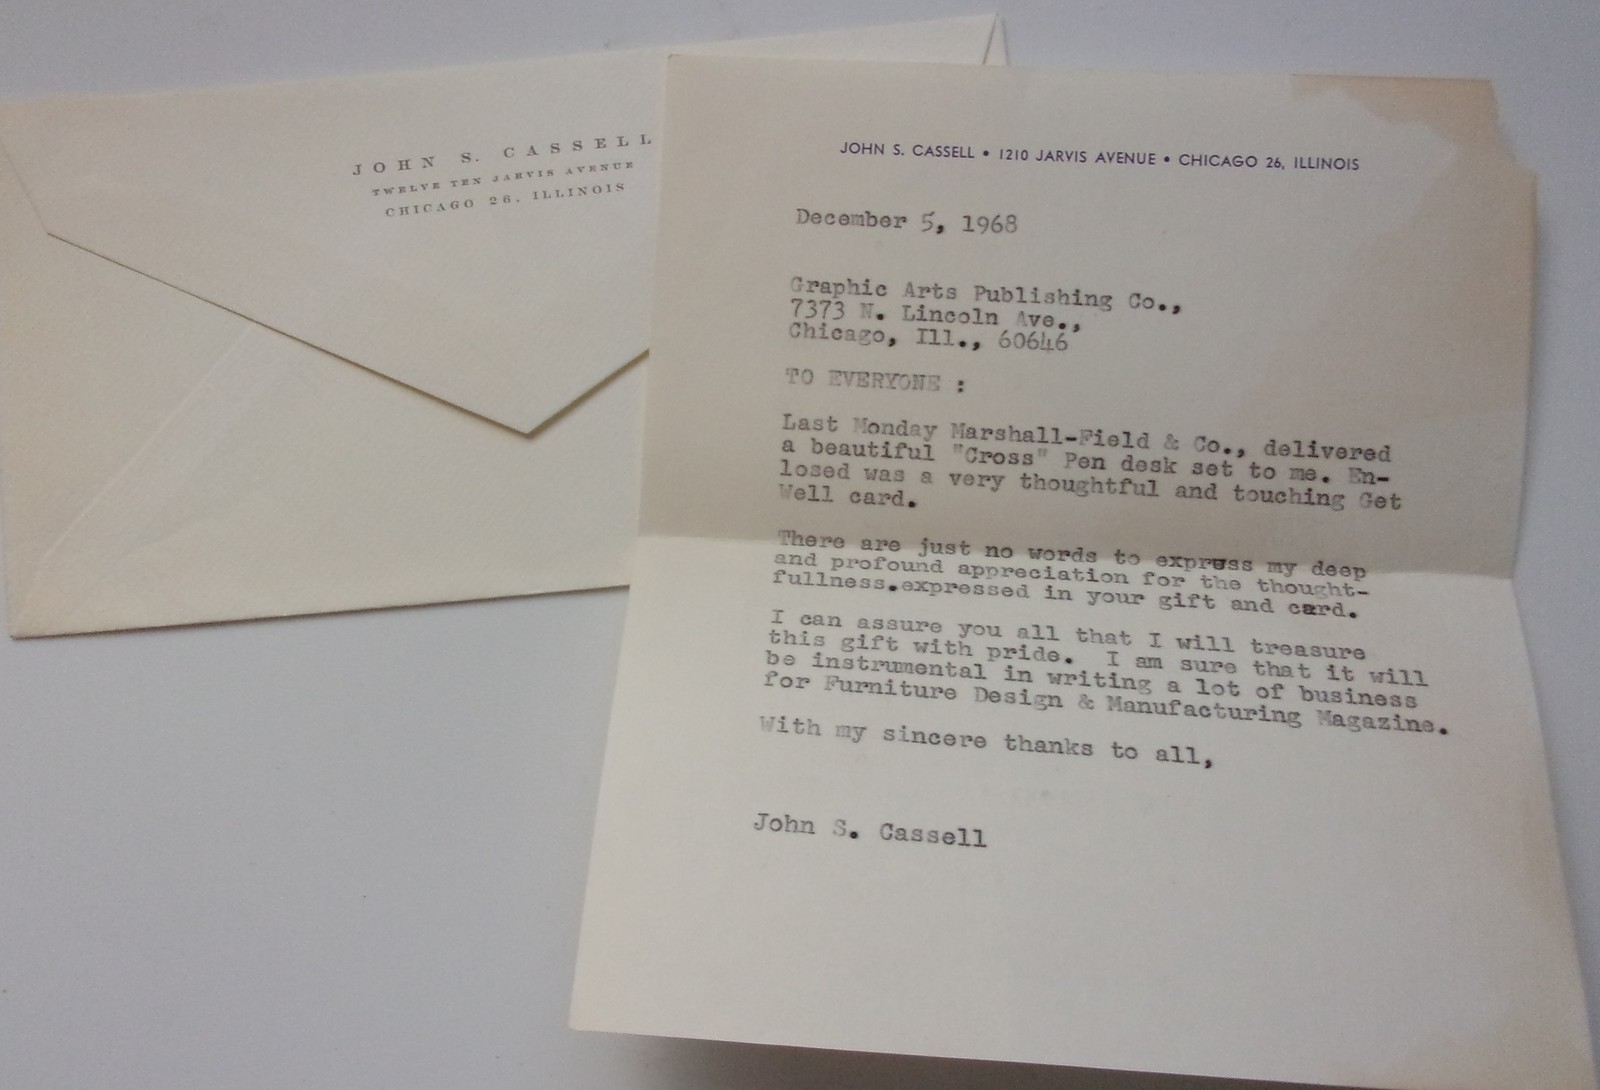 JOHN S. CASSELL
TWELVE TEN JARVIS AVENUE
CHICAGO 26, ILLINOIS
JOHN S. CASSELL • 1210 JARVIS AVENUE • CHICAGO 26, ILLINOIS
December 5, 1968
Graphic Arts Publishing Co.,
7373 N. Lincoln Ave.,
Chicago, Ill., 60646
TO EVERYONE :
Last Monday Marshall-Field & Co., delivered
a beautiful "Cross" Pen desk set to me. En-
losed was a very thoughtful and touching Get
Well card.
There are just no words to express my deep
and profound appreciation for the thought-
fullness.expressed in your gift and card.
I can assure you all that I will treasure
this gift with pride. I am sure that it will
be instrumental in writing a lot of business
for Furniture Design & Manufacturing Magazine.
With my sincere thanks to all,
John S. Cassell